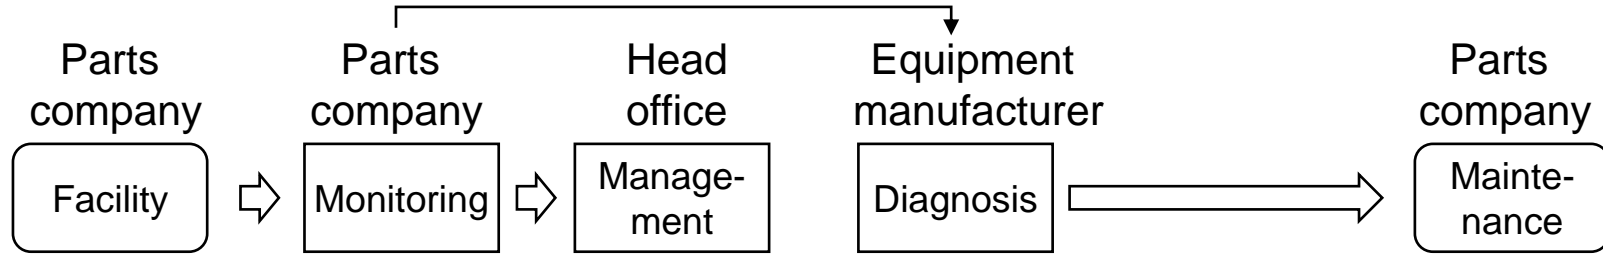 Parts
company
Facility
Parts
company
Monitoring
Head
office
Manage-
ment
Equipment
manufacturer
Diagnosis
Parts
company
Mainte-
nance